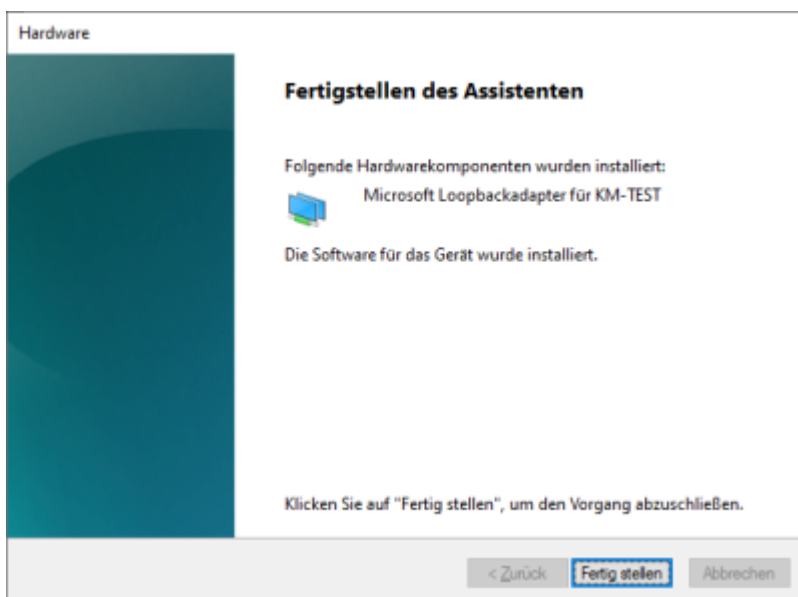 Hardware
Fertigstellen des Assistenten
Folgende Hardwarekomponenten wurden installiert:
Microsoft Loopbackadapter für KM-TEST
Die Software für das Gerät wurde installiert.
Klicken Sie auf "Fertig stellen", um den Vorgang abzuschließen.
< Zurück Fertig stellen Abbrechen